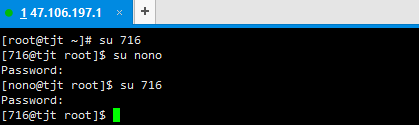 1 47.106.197.1
+
[root@tjt ~]# su 716
[716@tjt root]$ su nono
Password:
[nono@tjt root]$ su 716
Password:
[716@tjt root]$